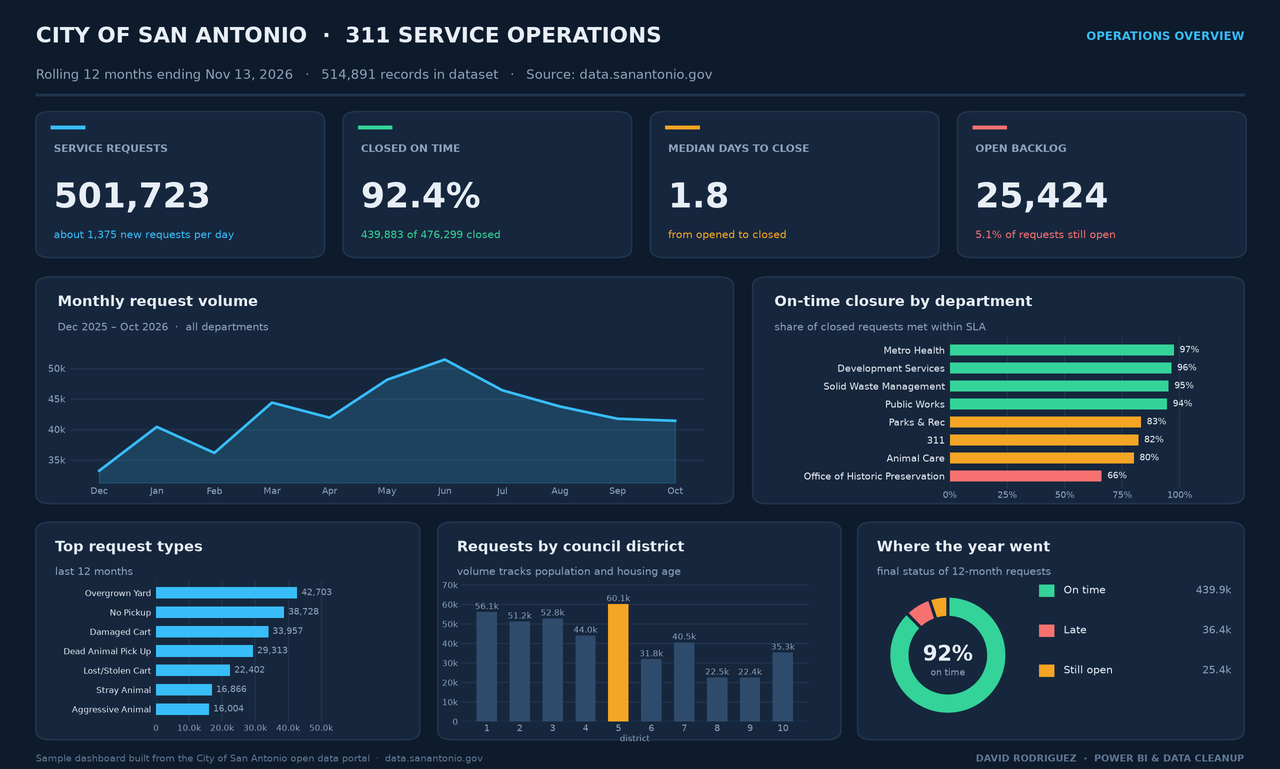 CITY OF SAN ANTONIO · 311 SERVICE OPERATIONS
OPERATIONS OVERVIEW
Rolling 12 months ending Nov 13, 2026 · 514,891 records in dataset · Source: data.sanantonio.gov
SERVICE REQUESTS
501,723
about 1,375 new requests per day
CLOSED ON TIME
92.4%
439,883 of 476,299 closed
MEDIAN DAYS TO CLOSE
1.8
from opened to closed
OPEN BACKLOG
25,424
5.1% of requests still open
Monthly request volume
Dec 2025 – Oct 2026 · all departments
50k
45k
40k
35k
Dec Jan Feb Mar Apr May Jun Jul Aug Sep Oct
On-time closure by department
share of closed requests met within SLA
Metro Health 97%
Development Services 96%
Solid Waste Management 95%
Public Works 94%
Parks & Rec 83%
311 82%
Animal Care 80%
Office of Historic Preservation 66%
0% 25% 50% 75% 100%
Top request types
last 12 months
Overgrown Yard 42,703
No Pickup 38,728
Damaged Cart 33,957
Dead Animal Pick Up 29,313
Lost/Stolen Cart 22,402
Stray Animal 16,866
Aggressive Animal 16,004
0 10.0k 20.0k 30.0k 40.0k 50.0k
Requests by council district
volume tracks population and housing age
70k
60k
50k
40k
30k
20k
10k
0
56.1k 51.2k 52.8k 44.0k 60.1k 31.8k 40.5k 22.5k 22.4k 35.3k
1 2 3 4 5 6 7 8 9 10
district
Where the year went
final status of 12-month requests
92%
on time
On time 439.9k
Late 36.4k
Still open 25.4k
Sample dashboard built from the City of San Antonio open data portal · data.sanantonio.gov
DAVID RODRIGUEZ · POWER BI & DATA CLEANUP